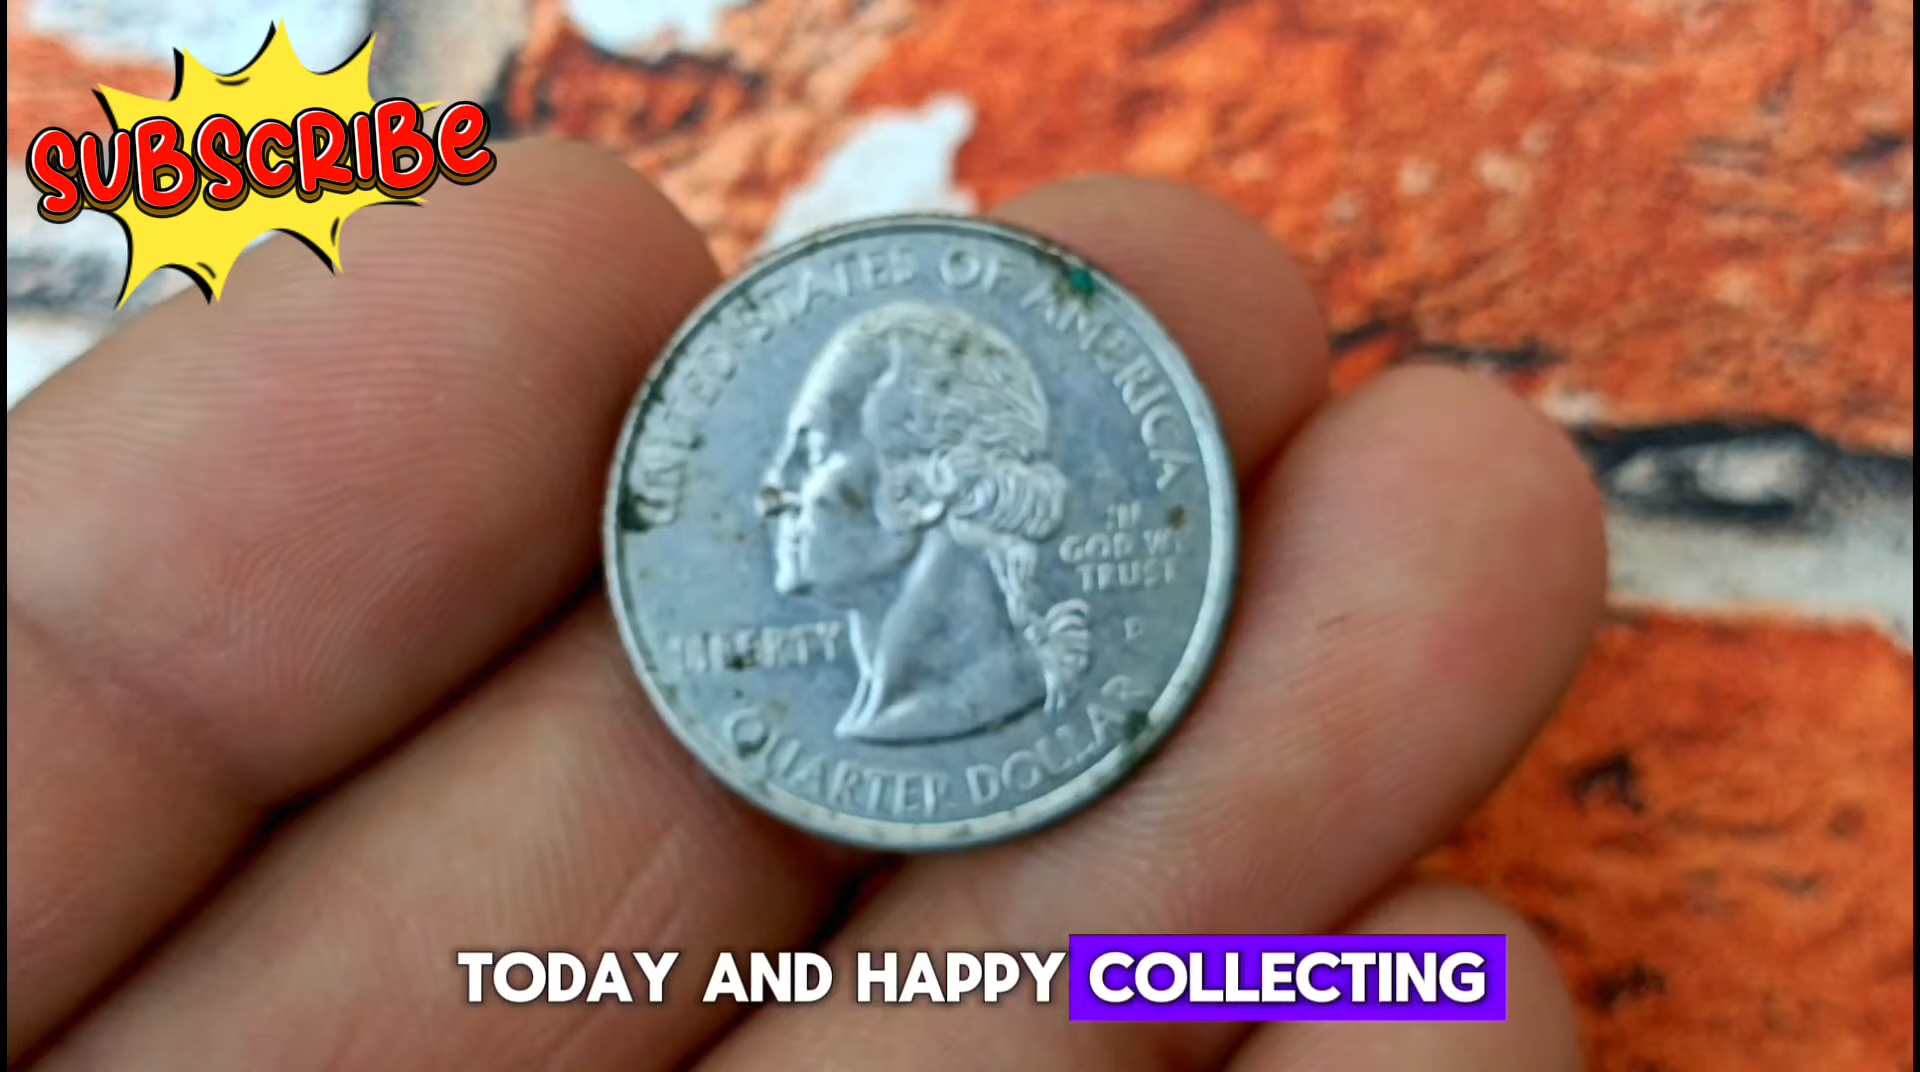 SUBSCRIBE
UNITED STATES OF AMERICA
IN
GOD WE
TRUST
LIBERTY
QUARTER DOLLAR
TODAY AND HAPPY COLLECTING